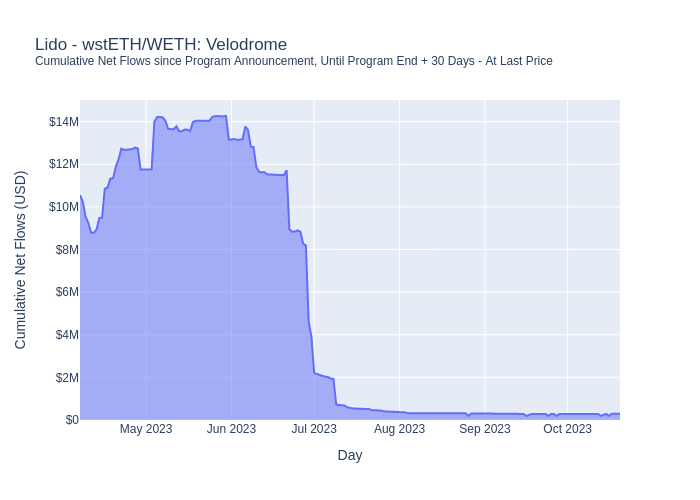 Lido - wstETH/WETH: Velodrome
Cumulative Net Flows since Program Announcement, Until Program End + 30 Days - At Last Price
Cumulative Net Flows (USD)
$14M
$12M
$10M
$8M
$6M
$4M
$2M
$0
May 2023
Jun 2023
Jul 2023
Aug 2023
Sep 2023
Oct 2023
Day